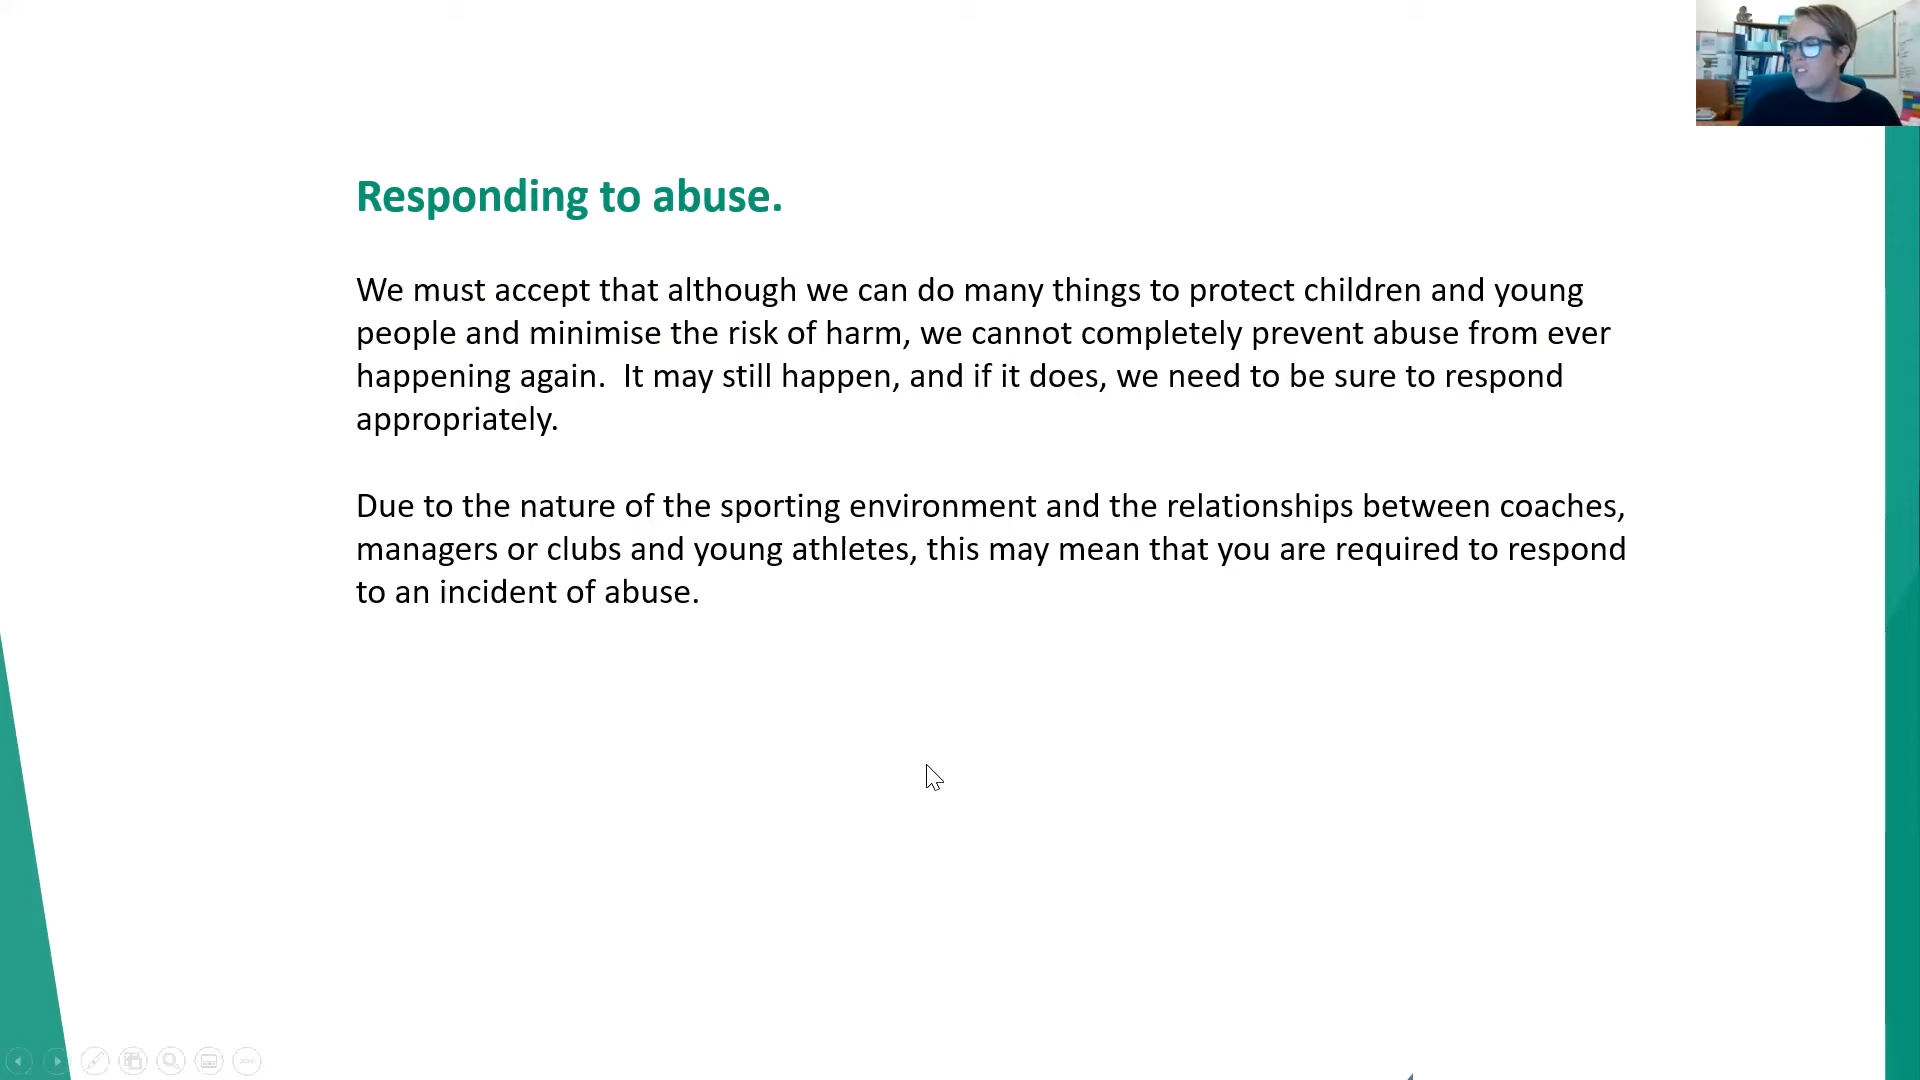 Responding to abuse.
We must accept that although we can do many things to protect children and young
people and minimise the risk of harm, we cannot completely prevent abuse from ever
happening again.  It may still happen, and if it does, we need to be sure to respond
appropriately.
Due to the nature of the sporting environment and the relationships between coaches,
managers or clubs and young athletes, this may mean that you are required to respond
to an incident of abuse.